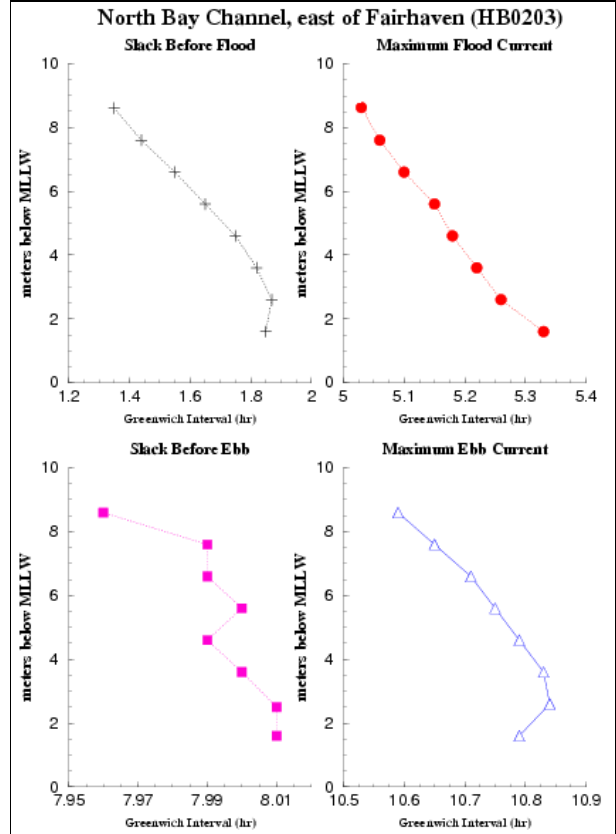 North Bay Channel, east of Fairhaven (HB0203)
Slack Before Flood
Maximum Flood Current
10
8
6
4
2
0
meters below MLLW
1.2 1.4 1.6 1.8 2
Greenwich Interval (hr)
10
8
6
4
2
0
meters below MLLW
5 5.1 5.2 5.3 5.4
Greenwich Interval (hr)
Slack Before Ebb
Maximum Ebb Current
10
8
6
4
2
0
meters below MLLW
7.95 7.97 7.99 8.01
Greenwich Interval (hr)
10
8
6
4
2
0
meters below MLLW
10.5 10.6 10.7 10.8 10.9
Greenwich Interval (hr)